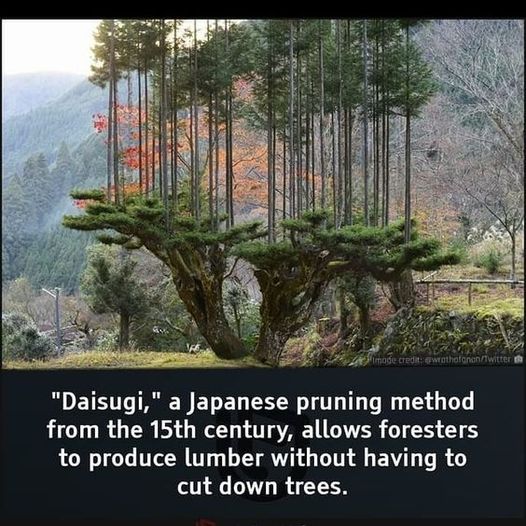 Image credit: @wrathofgnon/Twitter
"Daisugi," a Japanese pruning method
from the 15th century, allows foresters
to produce lumber without having to
cut down trees.